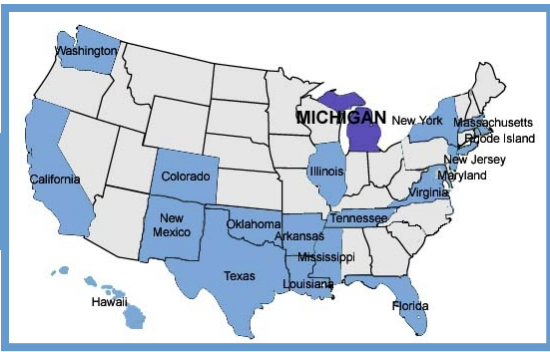 Washington
MICHIGAN
New York
Massachusetts
Rhode Island
New Jersey
Maryland
Illinois
California
Colorado
Virginia
New
Mexico
Oklahoma
Tennessee
Arkansas
Mississippi
Texas
Louisiana
Hawaii
Florida